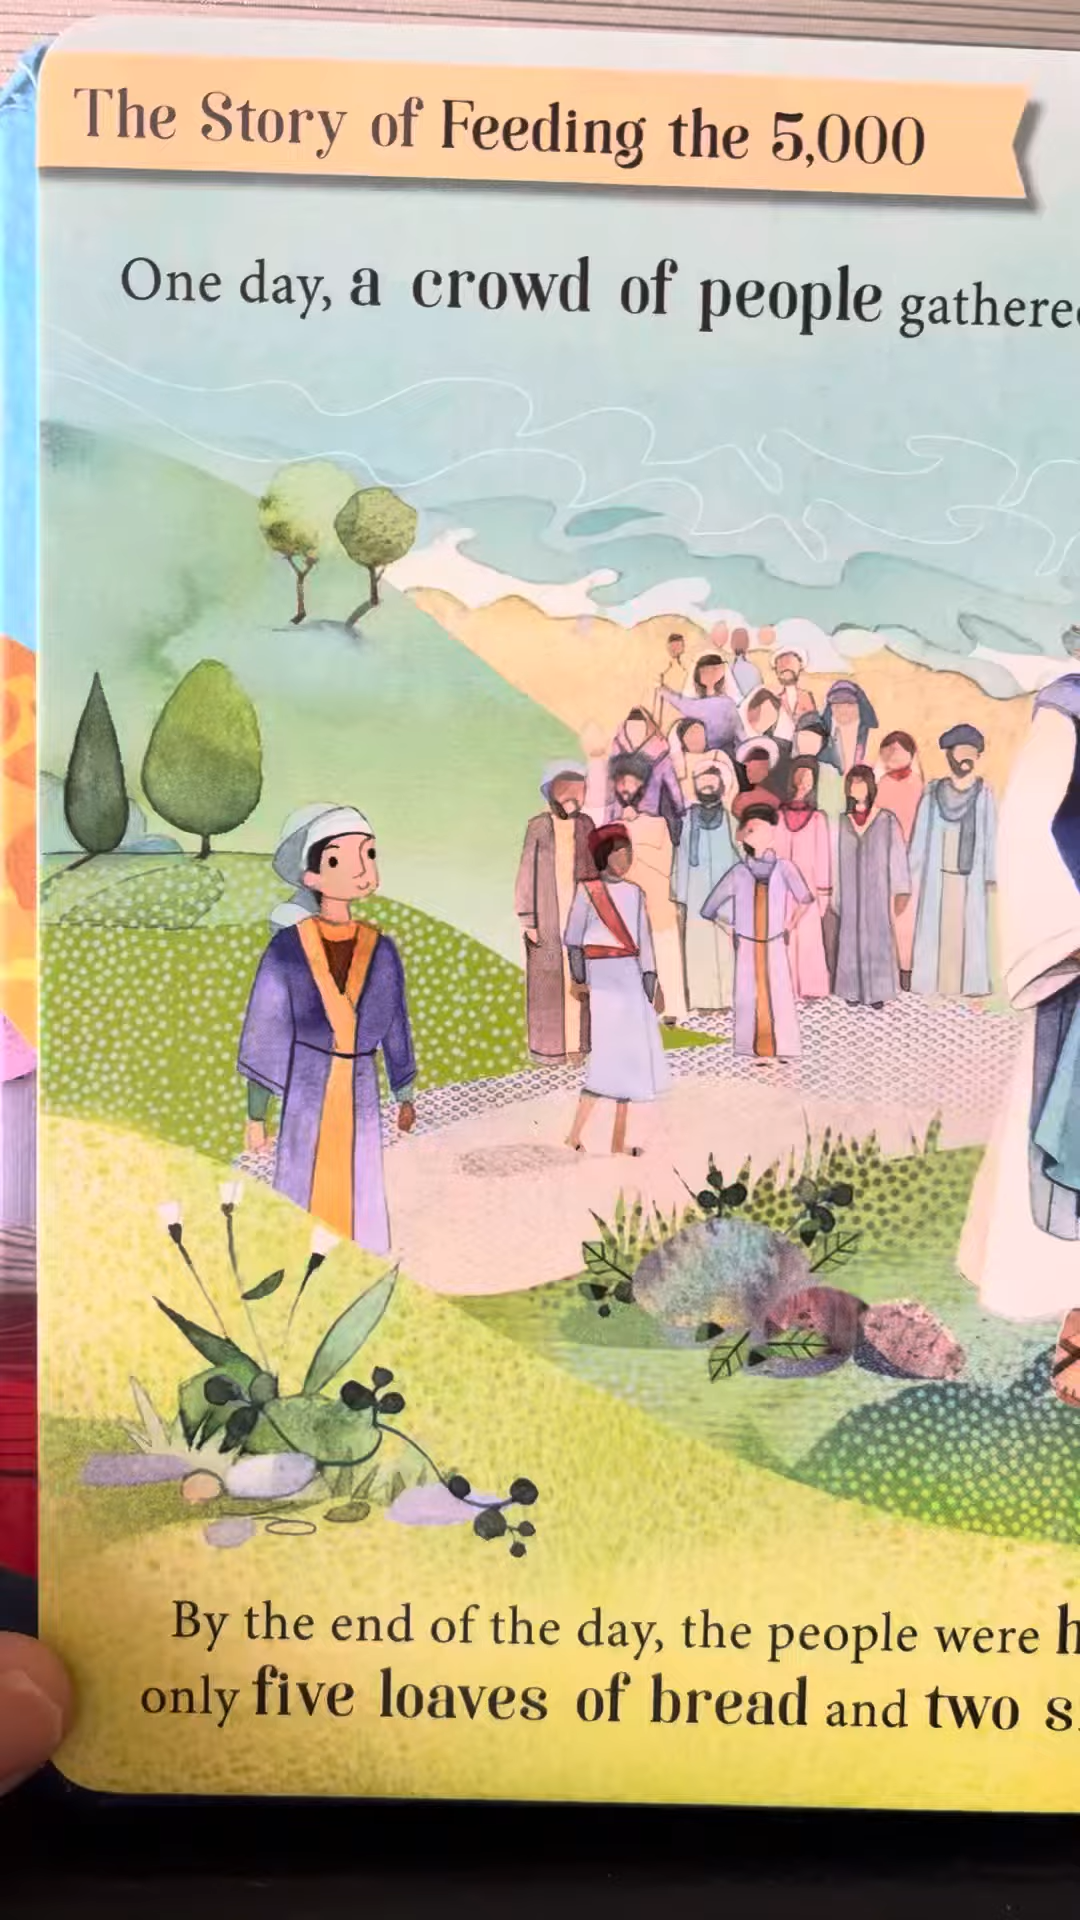 The Story of Feeding the 5,000
One day, a crowd of people
By the end of the day, the people were
only five loaves of bread and two